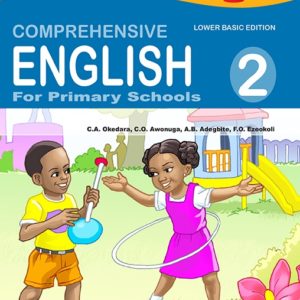 COMPREHENSIVE
LOWER BASIC EDITION
ENGLISH 2
For Primary Schools
C.A. Okedara, C.O. Awonuga, A.B. Adegbite, F.O. Ezeokoli